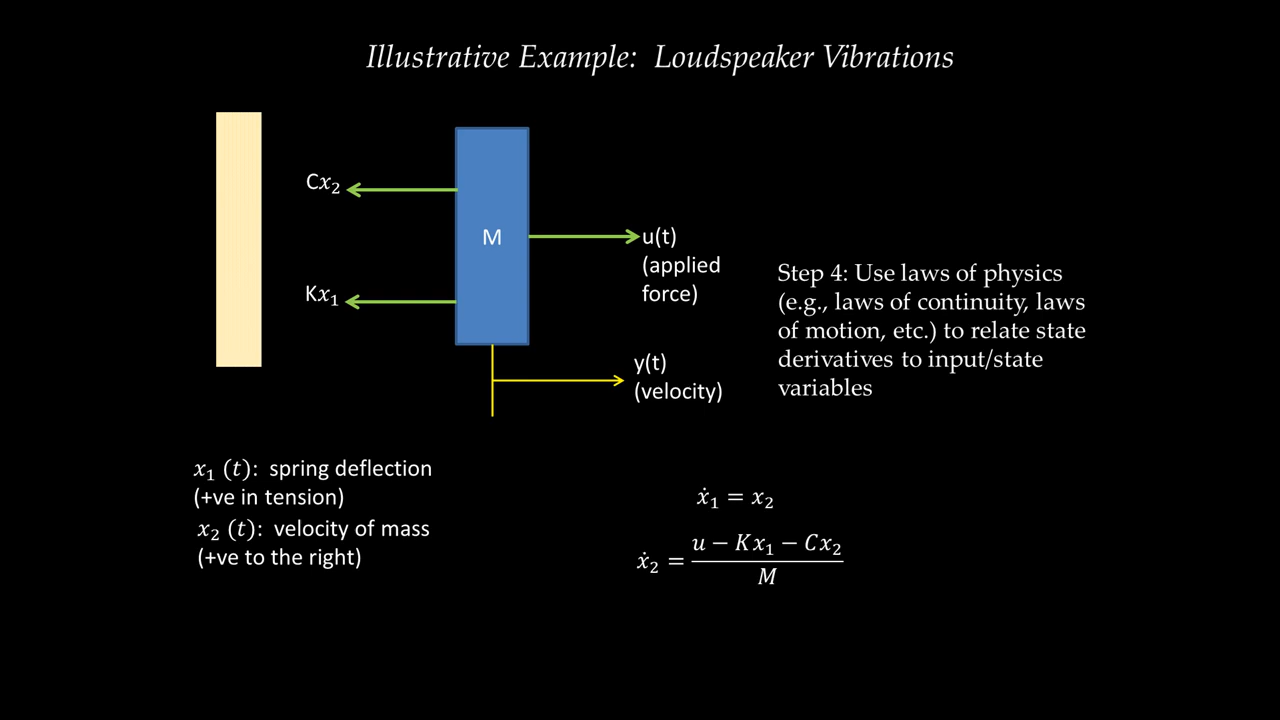 Illustrative Example: Loudspeaker Vibrations
Cx₂
M
u(t)
(applied
force)
Kx₁
y(t)
(velocity)
Step 4: Use laws of physics
(e.g., laws of continuity, laws
of motion, etc.) to relate state
derivatives to input/state
variables
x₁ (t): spring deflection
(+ve in tension)
x₂ (t): velocity of mass
(+ve to the right)
ẋ₁ = x₂
ẋ₂ = (u − Kx₁ − Cx₂) / M